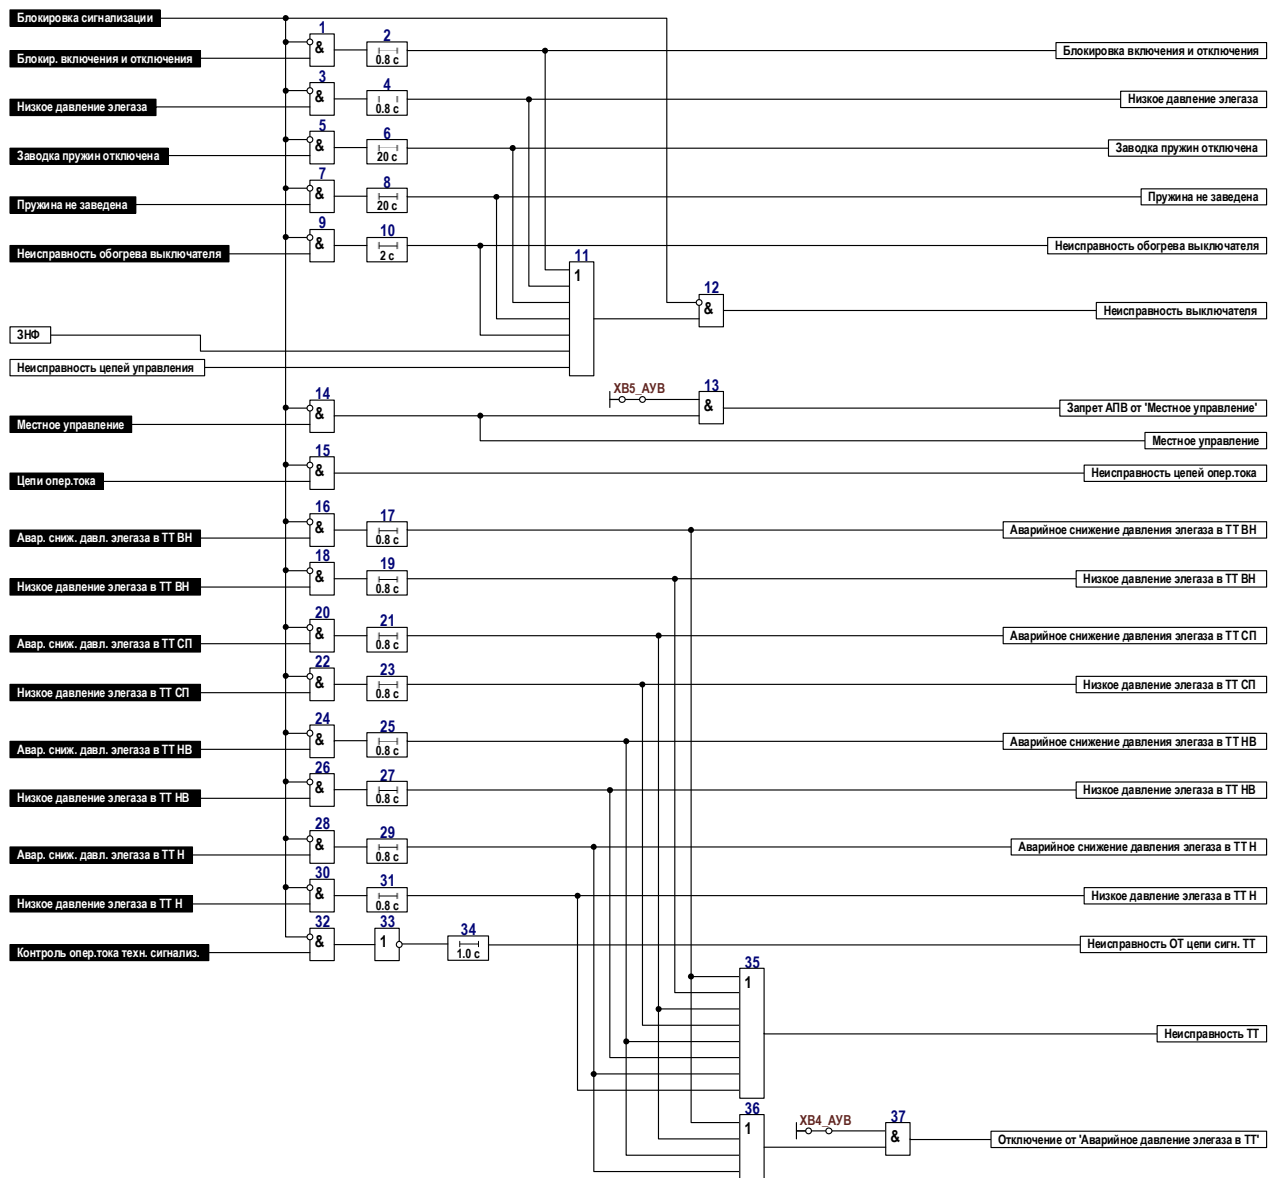 Блокировка сигнализации
1
&
2
0.8 с
Блокир. включения и отключения
Блокировка включения и отключения
3
&
4
0.8 с
Низкое давление элегаза
Низкое давление элегаза
5
&
6
20 с
Заводка пружин отключена
Заводка пружин отключена
7
&
8
20 с
Пружина не заведена
Пружина не заведена
9
&
10
2 с
Неисправность обогрева выключателя
Неисправность обогрева выключателя
11
1
12
&
Неисправность выключателя
ЗНФ
Неисправность цепей управления
14
&
ХВ5_АУВ
13
&
Запрет АПВ от 'Местное управление'
Местное управление
Местное управление
15
&
Цепи опер.тока
Неисправность цепей опер.тока
16
&
17
0.8 с
Авар. сниж. давл. элегаза в ТТ ВН
Аварийное снижение давления элегаза в ТТ ВН
18
&
19
0.8 с
Низкое давление элегаза в ТТ ВН
Низкое давление элегаза в ТТ ВН
20
&
21
0.8 с
Авар. сниж. давл. элегаза в ТТ СП
Аварийное снижение давления элегаза в ТТ СП
22
&
23
0.8 с
Низкое давление элегаза в ТТ СП
Низкое давление элегаза в ТТ СП
24
&
25
0.8 с
Авар. сниж. давл. элегаза в ТТ НВ
Аварийное снижение давления элегаза в ТТ НВ
26
&
27
0.8 с
Низкое давление элегаза в ТТ НВ
Низкое давление элегаза в ТТ НВ
28
&
29
0.8 с
Авар. сниж. давл. элегаза в ТТ Н
Аварийное снижение давления элегаза в ТТ Н
30
&
31
0.8 с
Низкое давление элегаза в ТТ Н
Низкое давление элегаза в ТТ Н
32
&
33
1
34
1.0 с
Контроль опер.тока техн. сигнализ.
Неисправность ОТ цепи сигн. ТТ
35
1
Неисправность ТТ
36
1
ХВ4_АУВ
37
&
Отключение от 'Аварийное давление элегаза в ТТ'